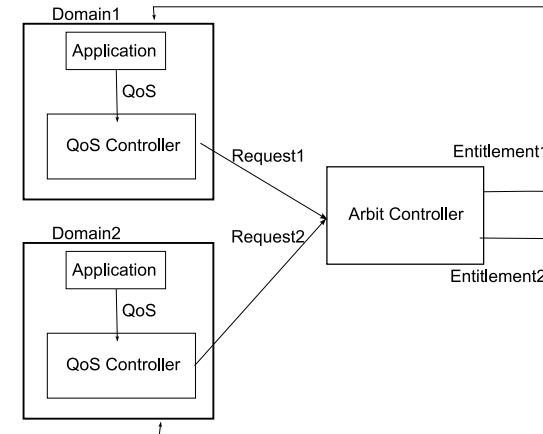 Domain1
Application
QoS
QoS Controller
Request1
Entitlement1
Arbit Controller
Domain2
Request2
Application
Entitlement2
QoS
QoS Controller